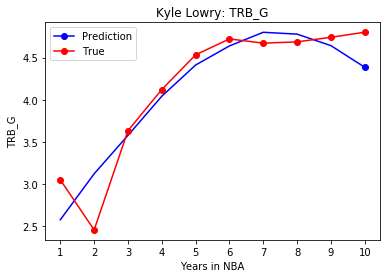 Kyle Lowry: TRB_G
Prediction
True
TRB_G
4.5
4.0
3.5
3.0
2.5
1 2 3 4 5 6 7 8 9 10
Years in NBA